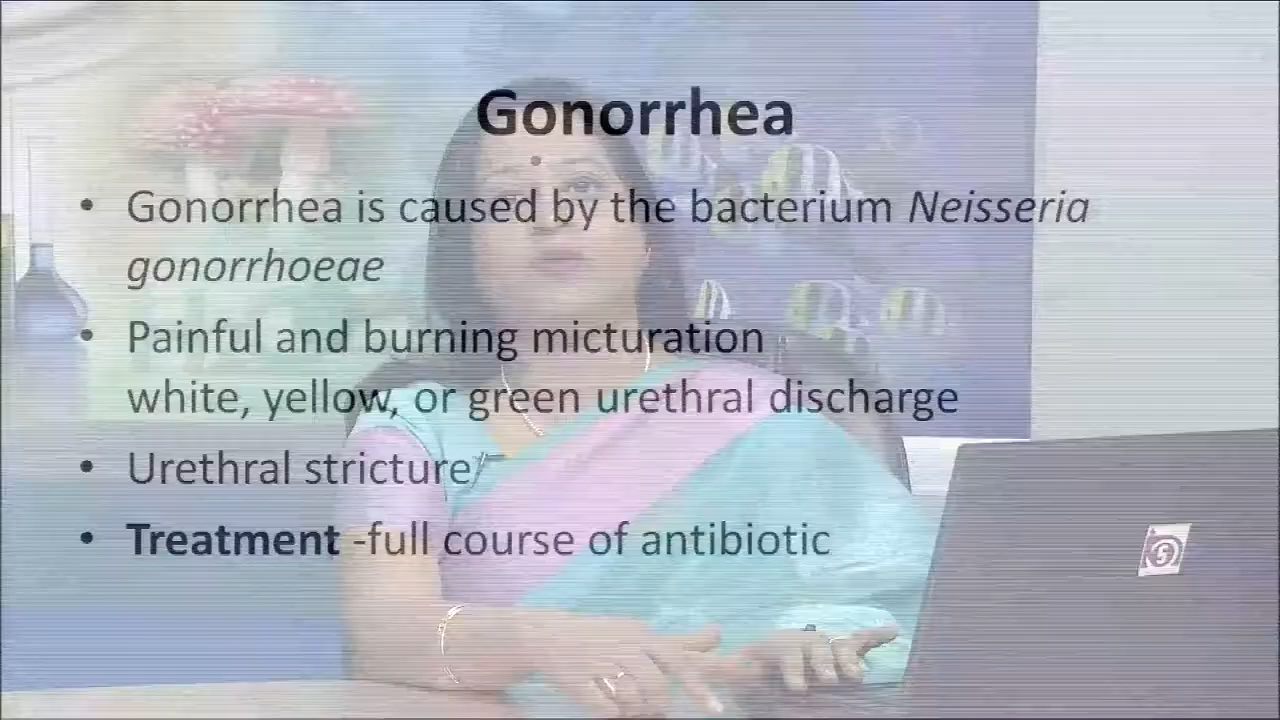 Gonorrhea
• Gonorrhea is caused by the bacterium Neisseria
gonorrhoeae
• Painful and burning micturation
white, yellow, or green urethral discharge
• Urethral stricture
• Treatment -full course of antibiotic